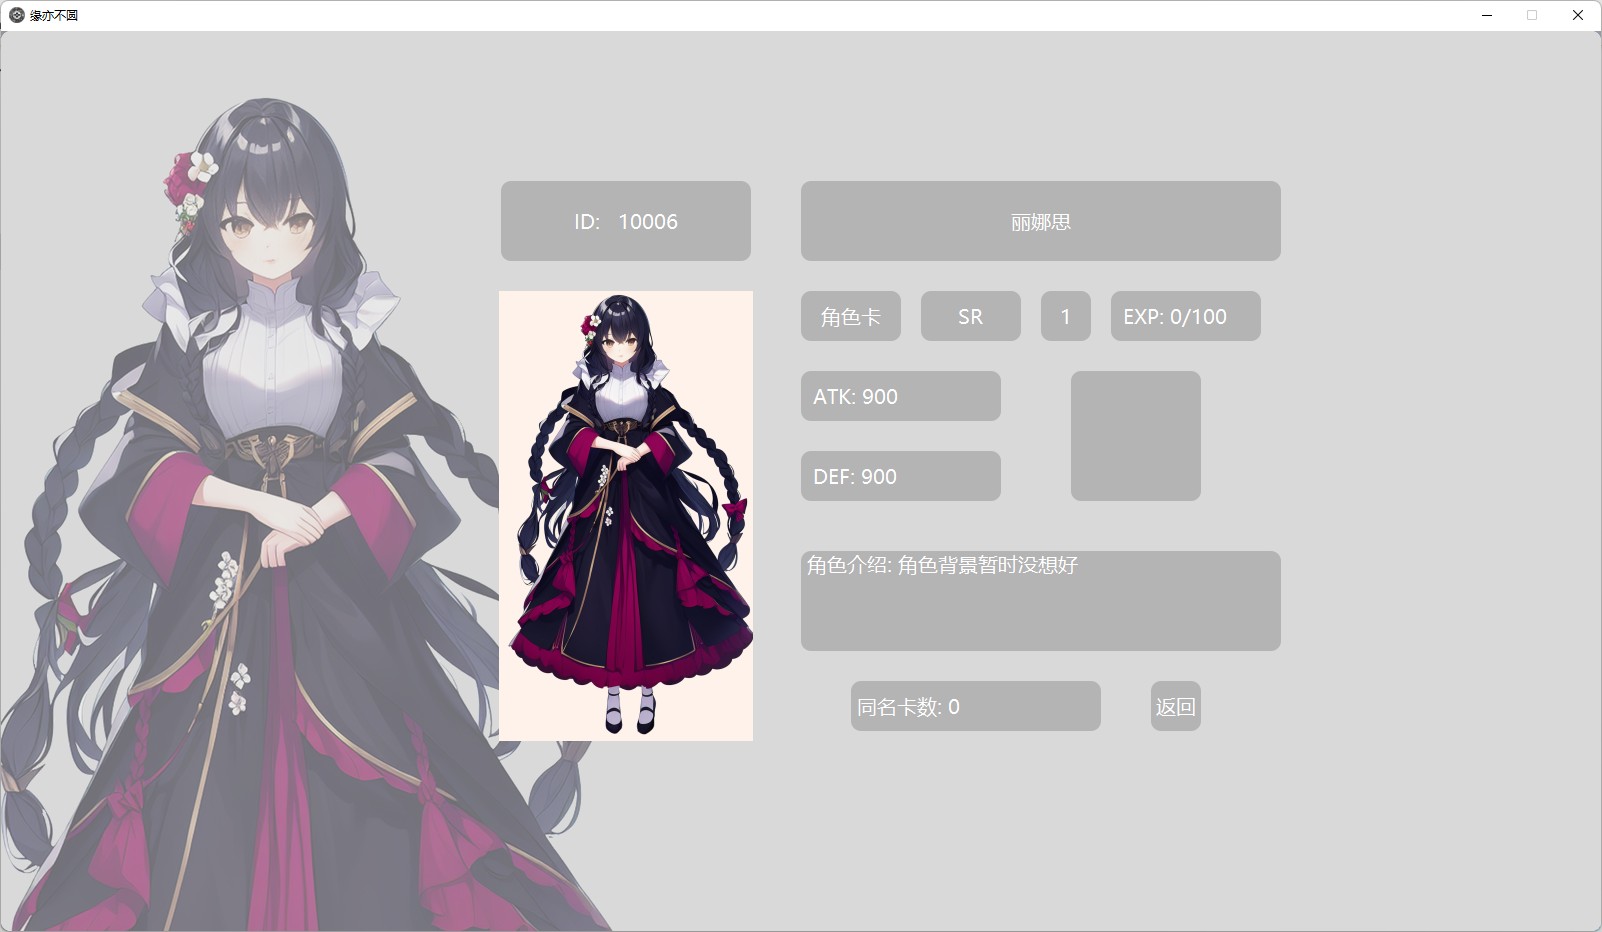 缘亦不圆
ID: 10006
丽娜思
角色卡
SR
1
EXP: 0/100
ATK: 900
DEF: 900
角色介绍: 角色背景暂时没想好
同名卡数: 0
返回